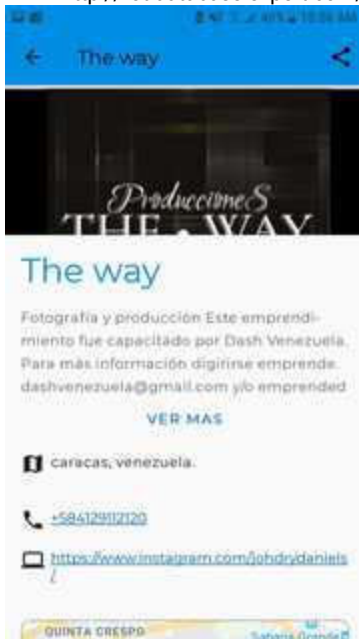 The way
ProduccioneS
THE - WAY
The way
Fotografía y producción Este emprendi-
miento fue capacitado por Dash Venezuela.
Para más información digirirse emprende.
dashvenezuela@gmail.com y/o emprended
VER MAS
caracas, venezuela.
+584129112120
https://www.instagram.com/johdrydaniels
/
QUINTA CRESPO
Sabana Grande